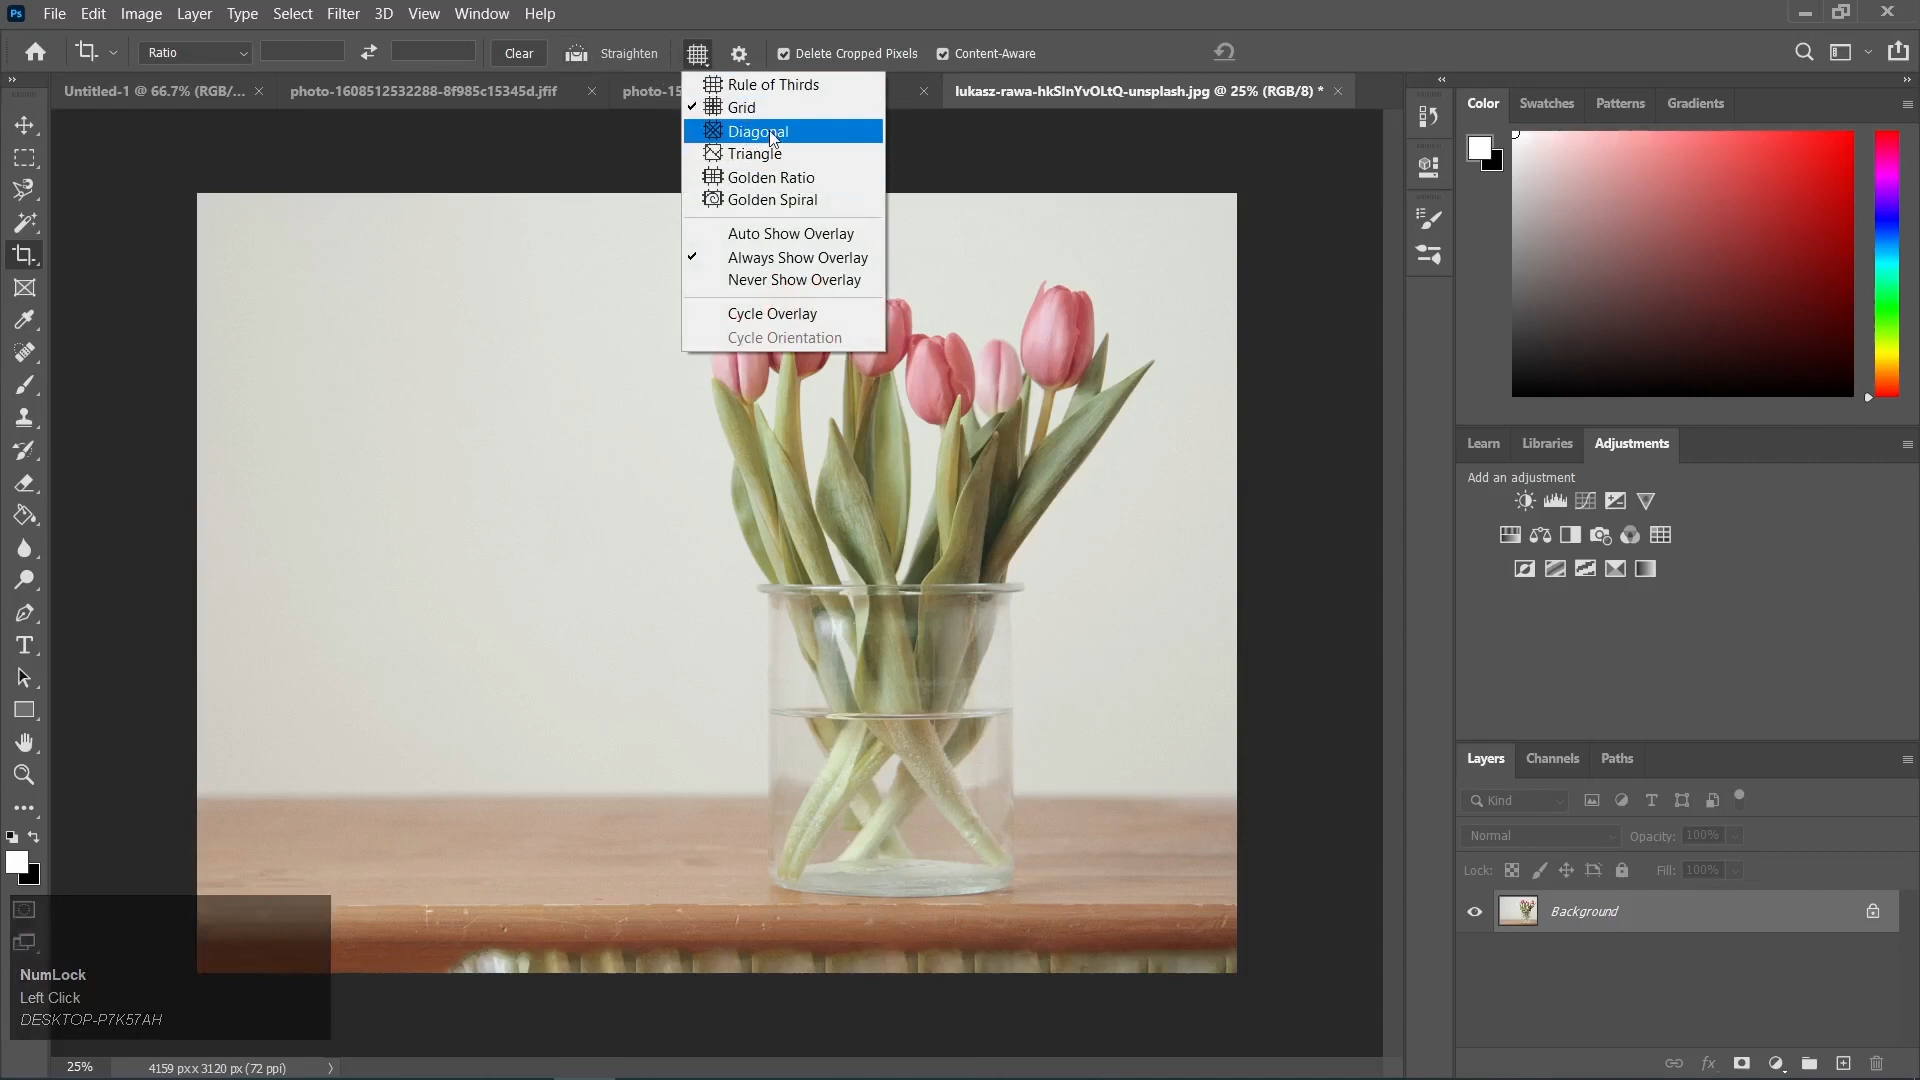 Ps File Edit Image Layer Type Select Filter 3D View Window Help
Ratio Clear Straighten Delete Cropped Pixels Content-Aware
Untitled-1 @ 66.7% (RGB/... photo-1608512532288-8f985c15345d.jfif photo-15 lukasz-rawa-hkSlnYvOLtQ-unsplash.jpg @ 25% (RGB/8) *
Rule of Thirds
Grid
Diagonal
Triangle
Golden Ratio
Golden Spiral
Auto Show Overlay
Always Show Overlay
Never Show Overlay
Cycle Overlay
Cycle Orientation
Color Swatches Patterns Gradients
Learn Libraries Adjustments
Add an adjustment
Layers Channels Paths
Kind
Normal Opacity: 100%
Lock: Fill: 100%
Background
NumLock
Left Click
DESKTOP-P7K57AH
25% 4159 px x 3120 px (72 ppi)